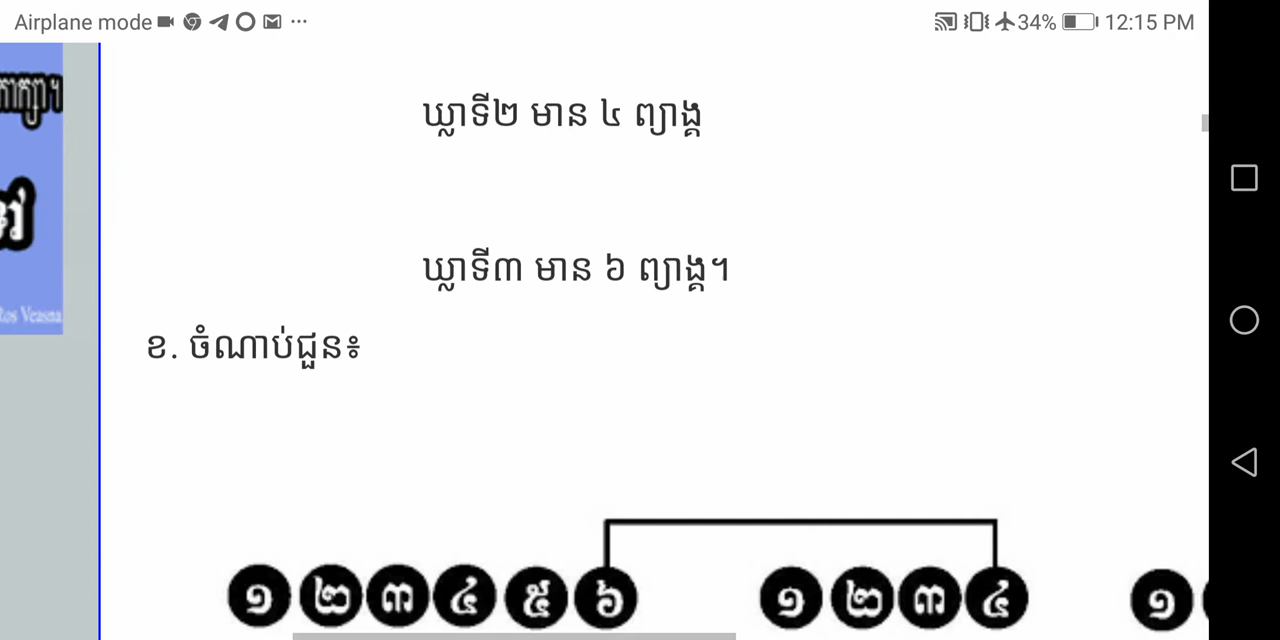 Airplane mode
34% 12:15 PM
ឃ្លាទី២ មាន ៤ ព្យាង្គ
ឃ្លាទី៣ មាន ៦ ព្យាង្គ។
Ros Veasna
ខ. ចំណាប់ជួន៖
១ ២ ៣ ៤ ៥ ៦ ១ ២ ៣ ៤ ១